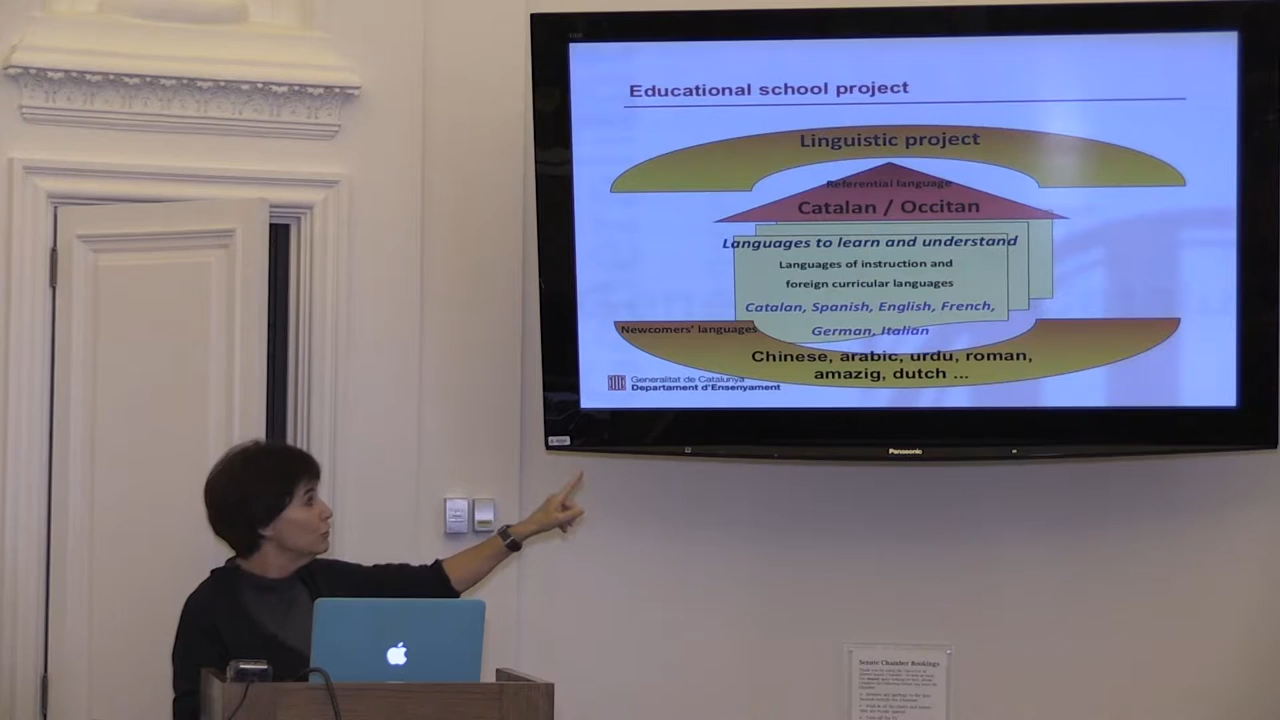 Educational school project
Linguistic project
Referential language
Catalan / Occitan
Languages to learn and understand
Languages of instruction and
foreign curricular languages
Catalan, Spanish, English, French,
German, Italian
Newcomers' languages
Chinese, arabic, urdu, roman,
amazig, dutch ...
Generalitat de Catalunya
Departament d'Ensenyament
Panasonic
Senate Chamber Bookings